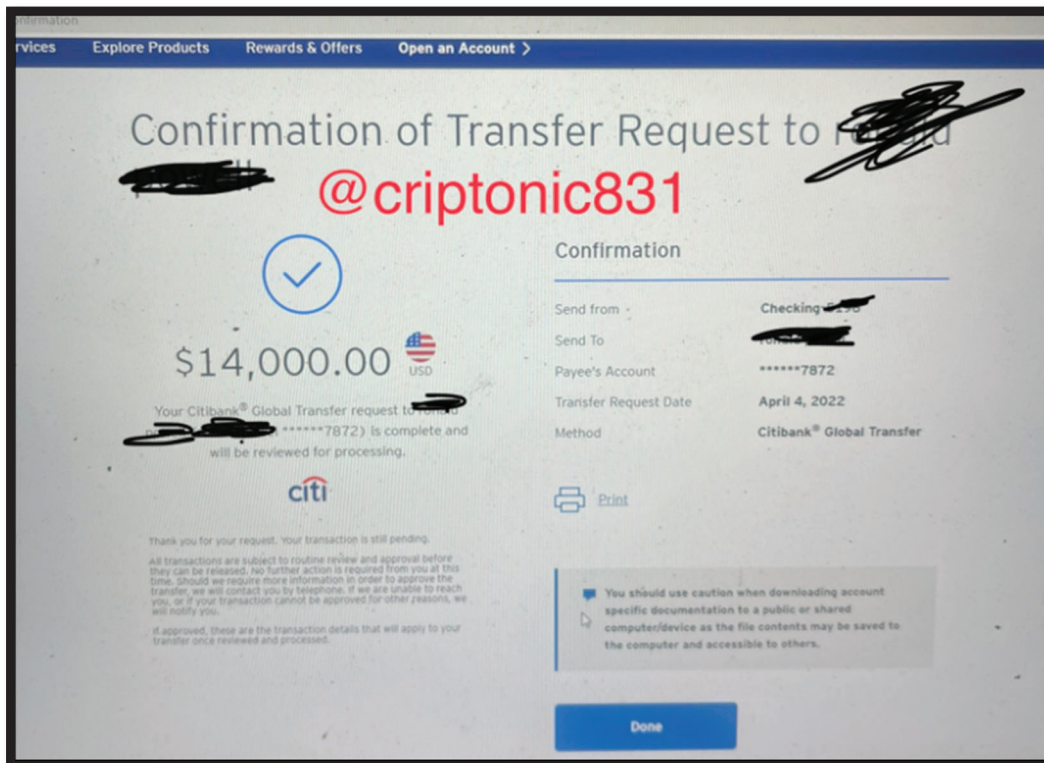 nfirmation
rvices Explore Products Rewards & Offers Open an Account >
Confirmation of Transfer Request to
@criptonic831
Confirmation
Send from Checking
Send To
$14,000.00 USD
Payee's Account ******7872
Your Citibank® Global Transfer request to
Transfer Request Date April 4, 2022
******7872) is complete and
Method Citibank® Global Transfer
will be reviewed for processing.
citi
Print
Thank you for your request. Your transaction is still pending.
All transactions are subject to routine review and approval before
they can be released. No further action is required from you at this
time. Should we require more information in order to approve the
transfer, we will contact you by telephone. If we are unable to reach
you, or if your transaction cannot be approved for other reasons, we
will notify you.
If approved, these are the transaction details that will apply to your
transfer once reviewed and processed.
You should use caution when downloading account
specific documentation to a public or shared
computer/device as the file contents may be saved to
the computer and accessible to others.
Done